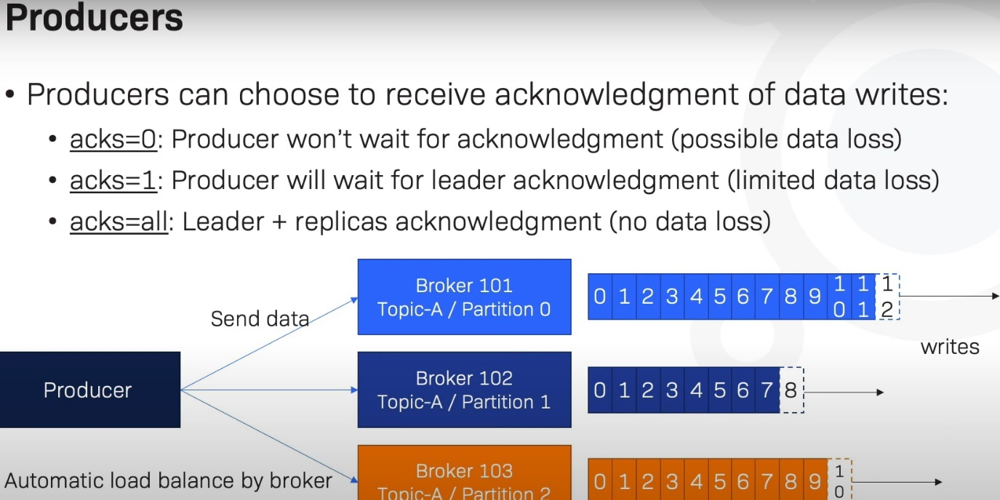 Producers
• Producers can choose to receive acknowledgment of data writes:
• acks=0: Producer won't wait for acknowledgment (possible data loss)
• acks=1: Producer will wait for leader acknowledgment (limited data loss)
• acks=all: Leader + replicas acknowledgment (no data loss)
Broker 101
Topic-A / Partition 0
0 1 2 3 4 5 6 7 8 9 10 11 12
Send data
writes
Producer
Broker 102
Topic-A / Partition 1
0 1 2 3 4 5 6 7 8
Automatic load balance by broker
Broker 103
Topic-A / Partition 2
0 1 2 3 4 5 6 7 8 9 10